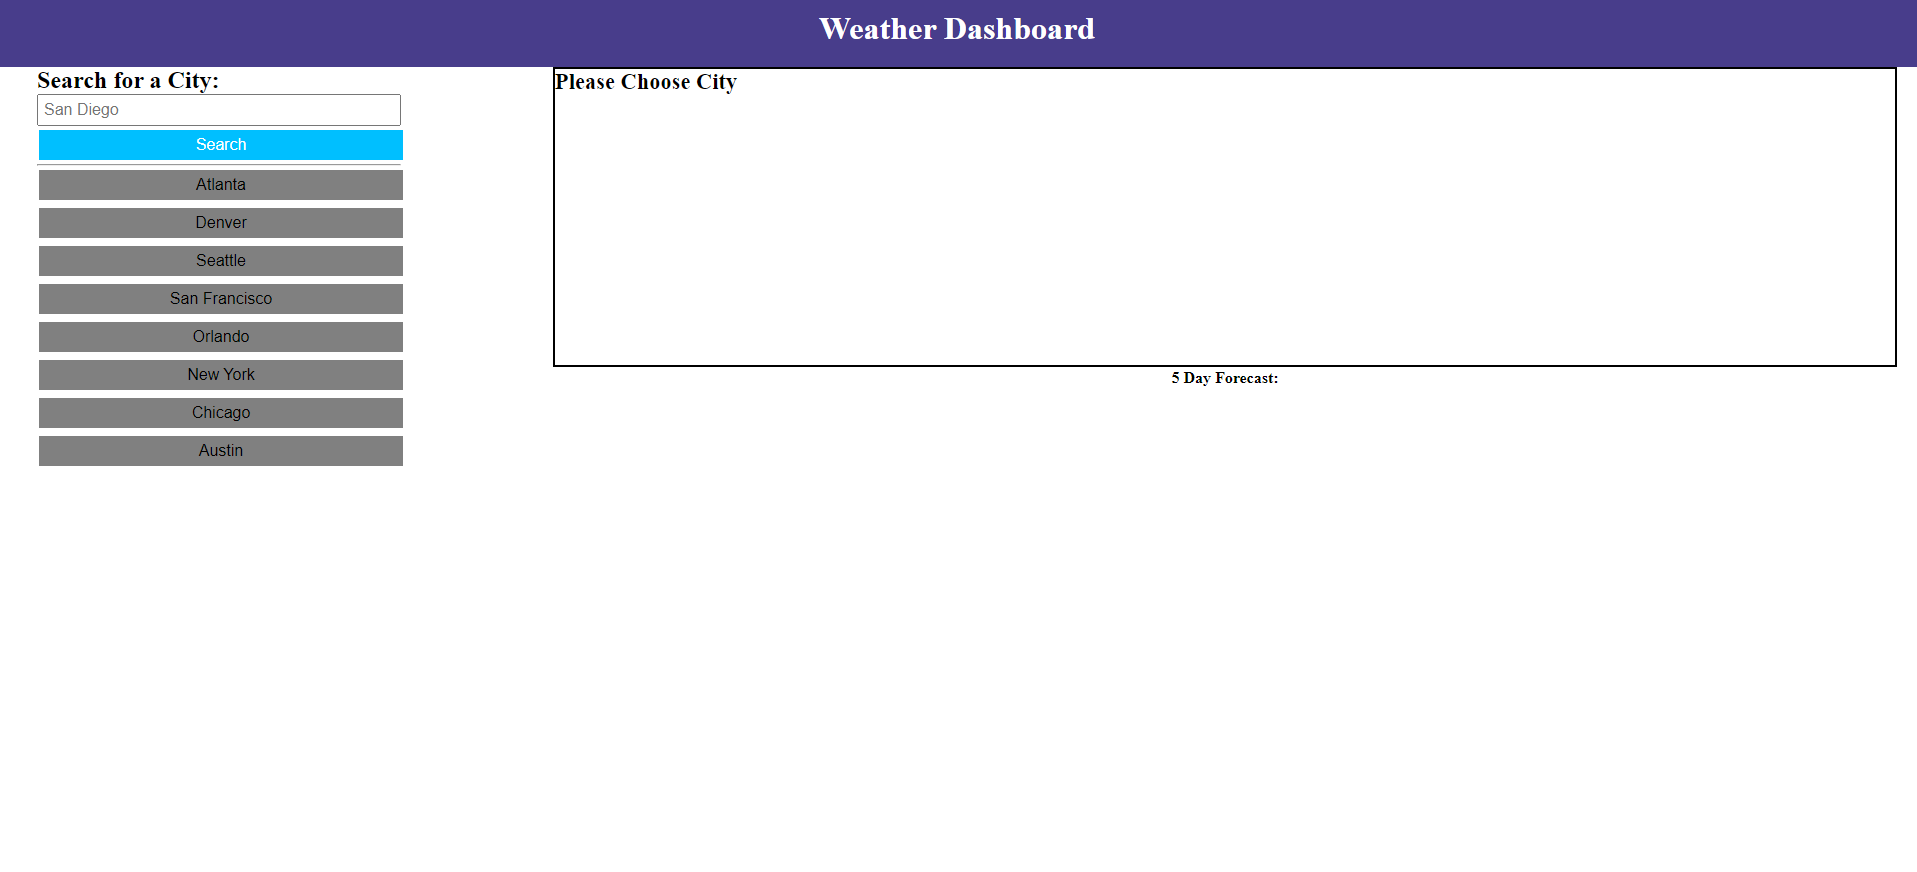 Weather Dashboard
Search for a City:
San Diego
Search
Atlanta
Denver
Seattle
San Francisco
Orlando
New York
Chicago
Austin
Please Choose City
5 Day Forecast: